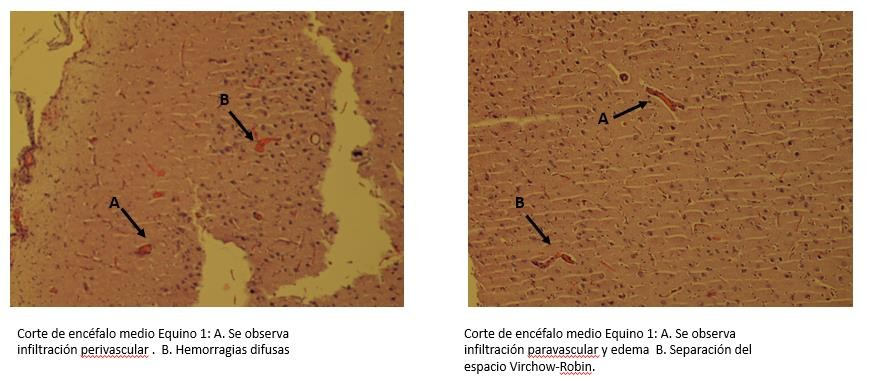 B
A
A
B
Corte de encéfalo medio Equino 1: A. Se observa
infiltración perivascular . B. Hemorragias difusas
Corte de encéfalo medio Equino 1: A. Se observa
infiltración paravascular y edema B. Separación del
espacio Virchow-Robin.